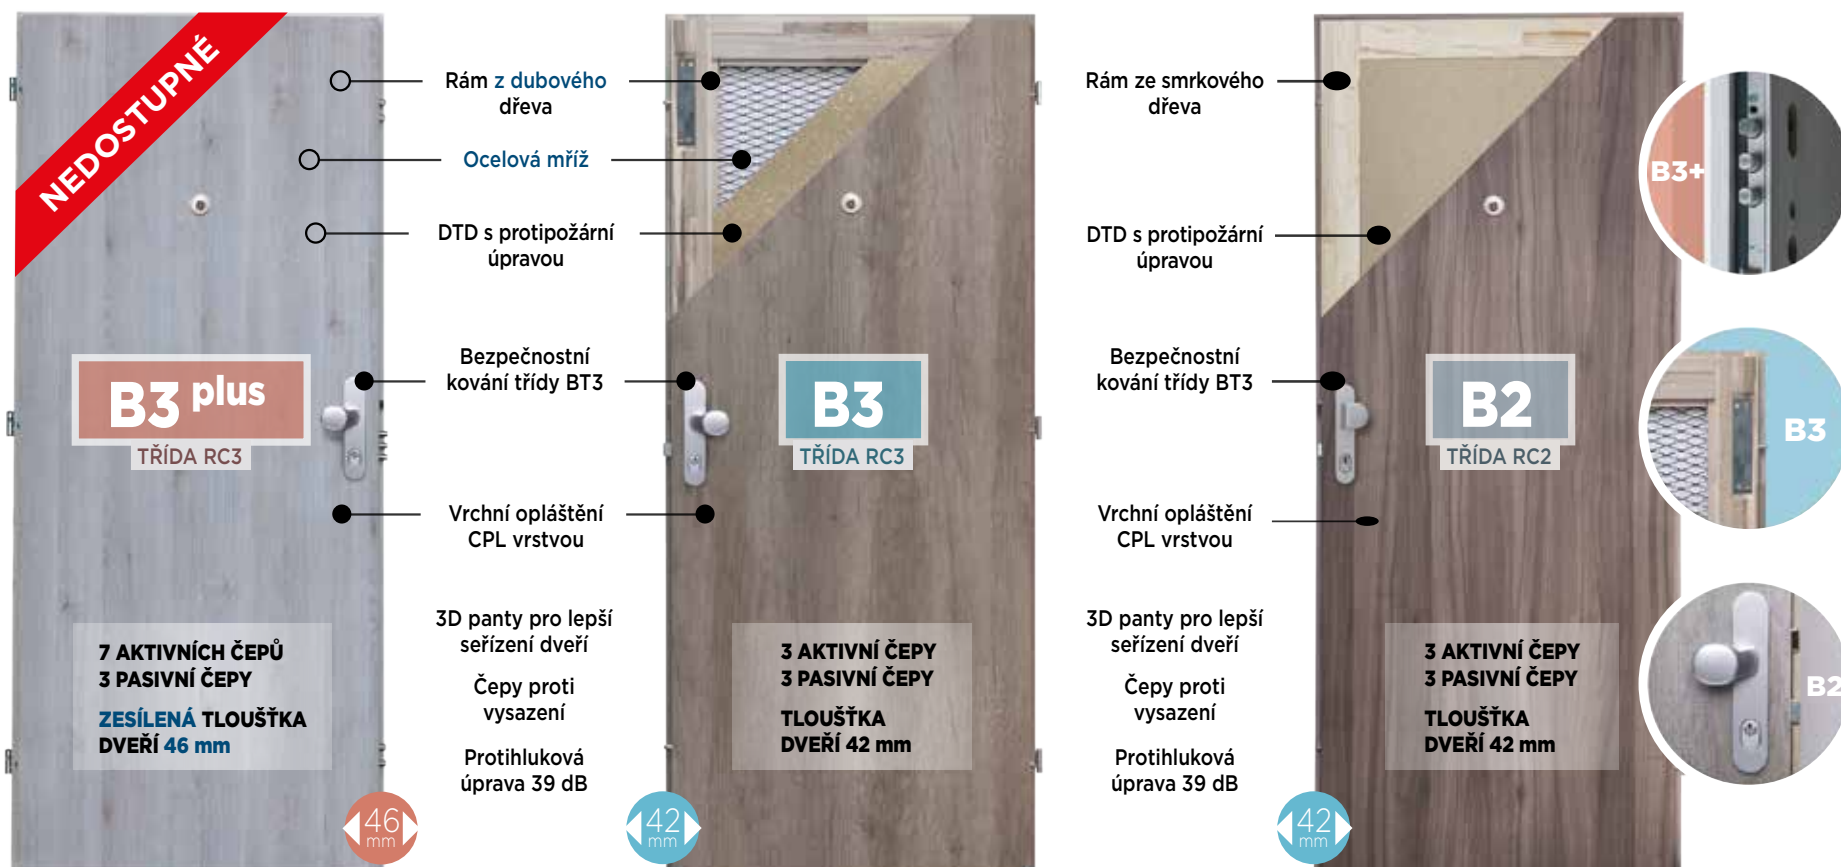 NEDOSTUPNÉ
B3 plus
TŘÍDA RC3
7 AKTIVNÍCH ČEPŮ
3 PASIVNÍ ČEPY
ZESÍLENÁ TLOUŠŤKA
DVEŘÍ 46 mm
46
mm
Rám z dubového
dřeva
Ocelová mříž
DTD s protipožární
úpravou
Bezpečnostní
kování třídy BT3
Vrchní opláštění
CPL vrstvou
3D panty pro lepší
seřízení dveří
Čepy proti
vysazení
Protihluková
úprava 39 dB
B3
TŘÍDA RC3
3 AKTIVNÍ ČEPY
3 PASIVNÍ ČEPY
TLOUŠŤKA
DVEŘÍ 42 mm
42
mm
Rám ze smrkového
dřeva
DTD s protipožární
úpravou
Bezpečnostní
kování třídy BT3
Vrchní opláštění
CPL vrstvou
3D panty pro lepší
seřízení dveří
Čepy proti
vysazení
Protihluková
úprava 39 dB
B2
TŘÍDA RC2
3 AKTIVNÍ ČEPY
3 PASIVNÍ ČEPY
TLOUŠŤKA
DVEŘÍ 42 mm
42
mm
B3+
B3
B2